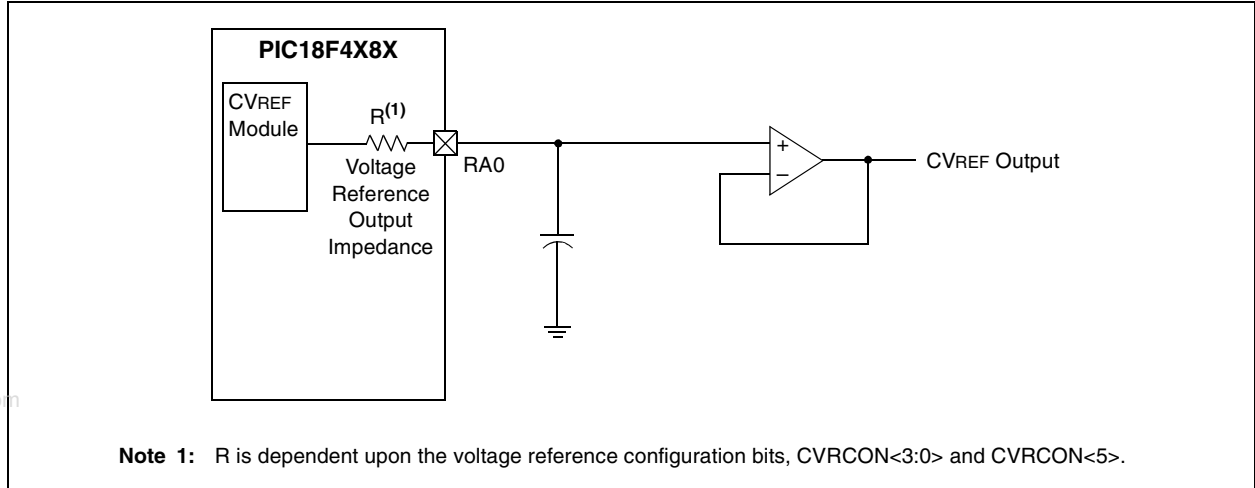 PIC18F4X8X
CVREF
Module
R(1)
Voltage
Reference
Output
Impedance
RA0
+
–
CVREF Output
om
Note 1: R is dependent upon the voltage reference configuration bits, CVRCON<3:0> and CVRCON<5>.